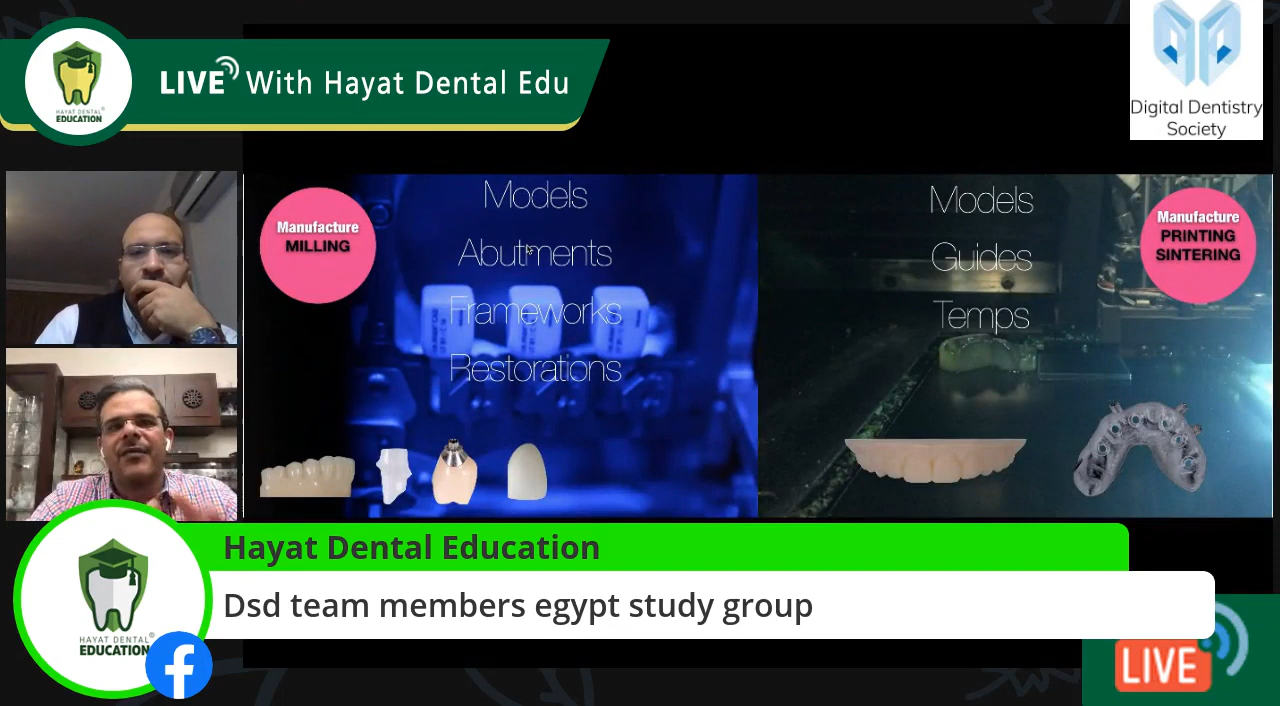 LIVE With Hayat Dental Edu
HAYAT DENTAL
EDUCATION
Digital Dentistry
Society
Manufacture
MILLING
Models
Abutments
Frameworks
Restorations
Models
Guides
Temps
Manufacture
PRINTING
SINTERING
Hayat Dental Education
Dsd team members egypt study group
HAYAT DENTAL
EDUCATION
LIVE